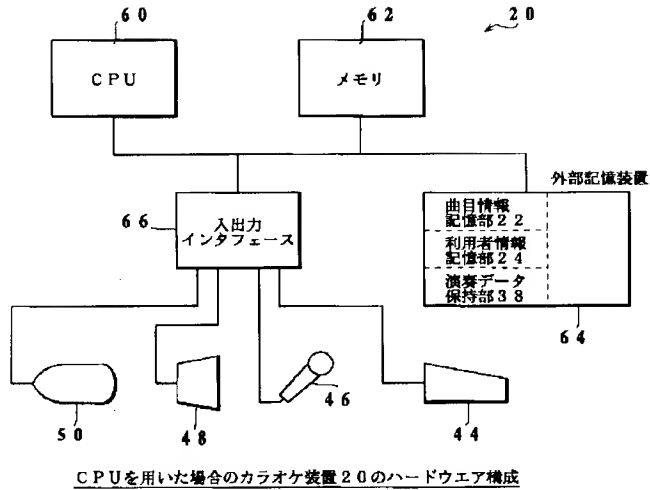 60
62
20
CPU
メモリ
外部記憶装置
66
入出力
インタフェース
曲目情報
記憶部22
利用者情報
記憶部24
演奏データ
保持部38
64
50
48
46
44
CPUを用いた場合のカラオケ装置20のハードウエア構成